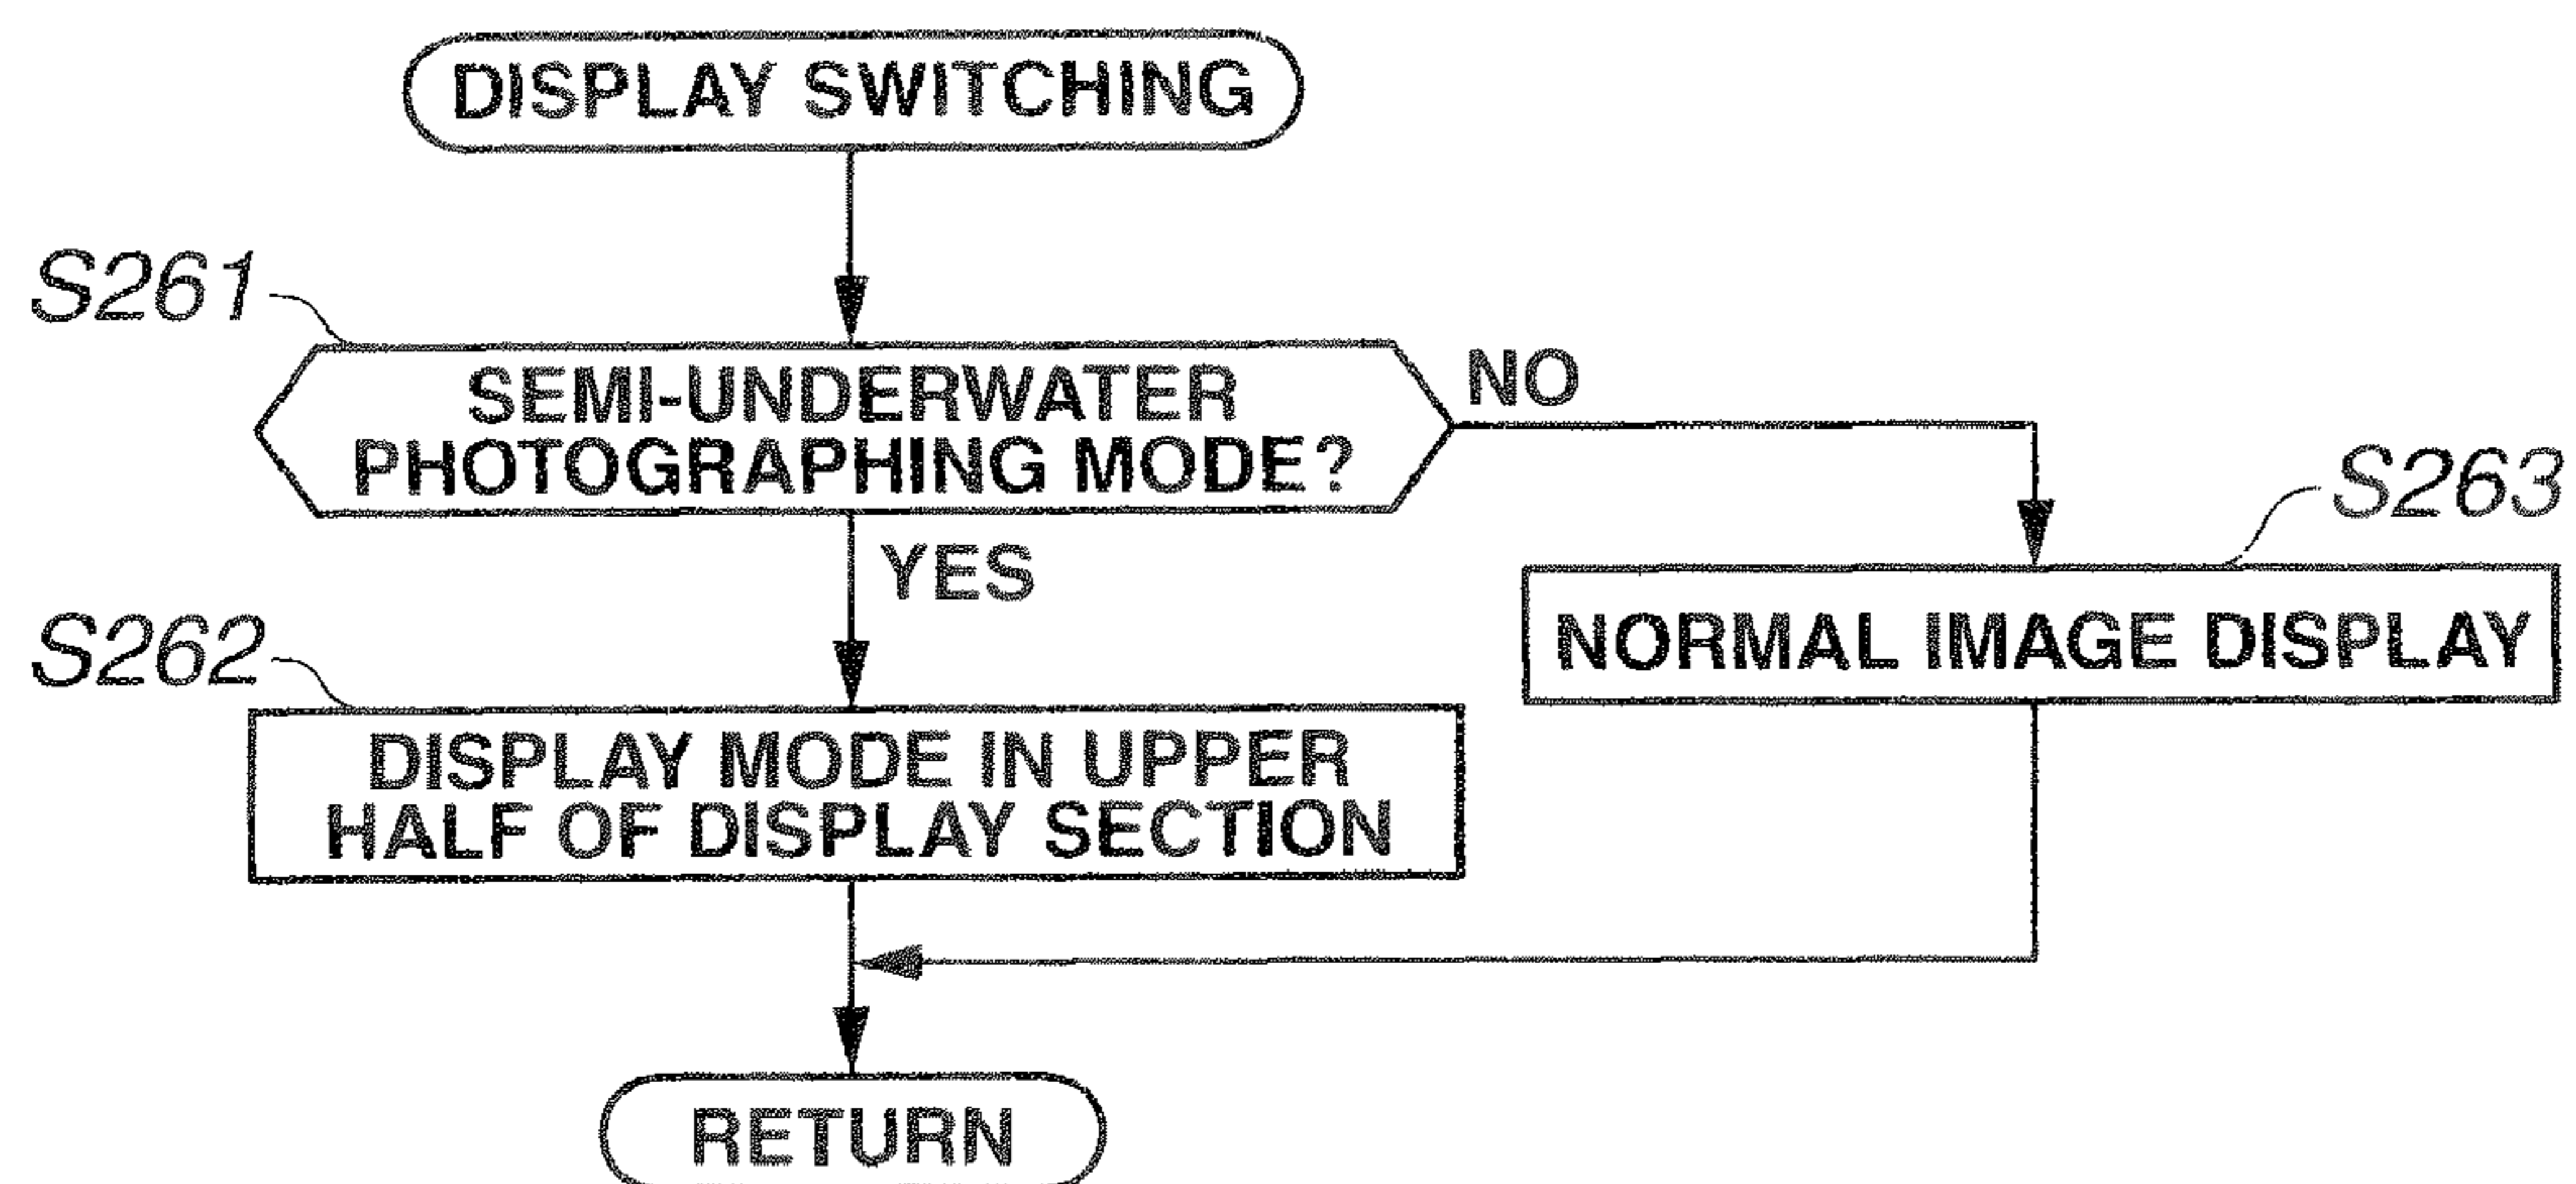 DISPLAY SWITCHING
S261
SEMI-UNDERWATER
PHOTOGRAPHING MODE?
NO
YES
S263
NORMAL IMAGE DISPLAY
S262
DISPLAY MODE IN UPPER
HALF OF DISPLAY SECTION
RETURN